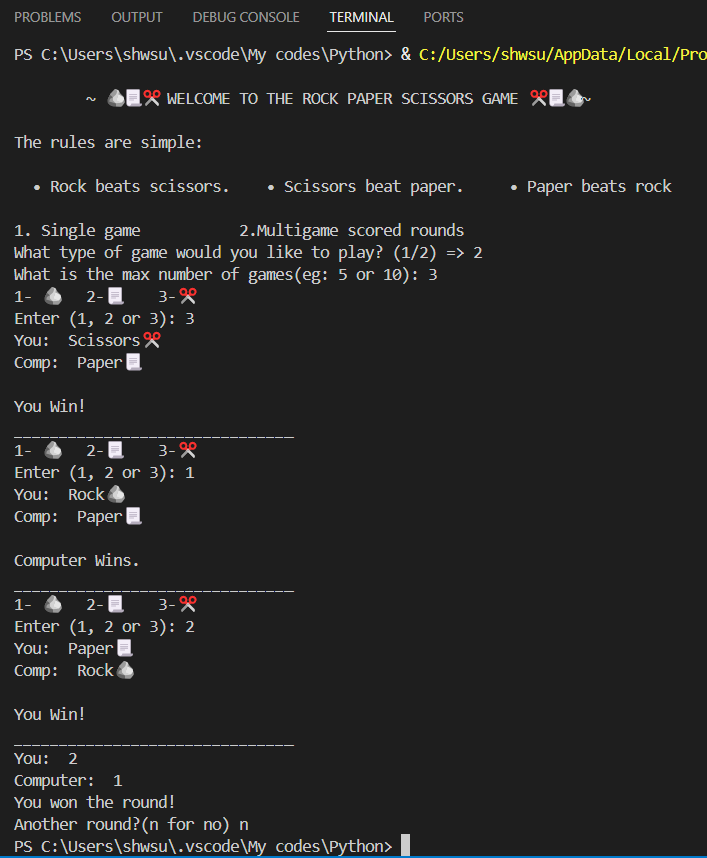 PROBLEMS OUTPUT DEBUG CONSOLE TERMINAL PORTS
PS C:\Users\shwsu\.vscode\My codes\Python> & C:/Users/shwsu/AppData/Local/Pro
~ 🪨📃✂️ WELCOME TO THE ROCK PAPER SCISSORS GAME ✂️📃🪨~
The rules are simple:
• Rock beats scissors. • Scissors beat paper. • Paper beats rock
1. Single game 2.Multigame scored rounds
What type of game would you like to play? (1/2) => 2
What is the max number of games(eg: 5 or 10): 3
1- 🪨 2-📃 3-✂️
Enter (1, 2 or 3): 3
You: Scissors✂️
Comp: Paper📃
You Win!
_______________________________
1- 🪨 2-📃 3-✂️
Enter (1, 2 or 3): 1
You: Rock🪨
Comp: Paper📃
Computer Wins.
_______________________________
1- 🪨 2-📃 3-✂️
Enter (1, 2 or 3): 2
You: Paper📃
Comp: Rock🪨
You Win!
_______________________________
You: 2
Computer: 1
You won the round!
Another round?(n for no) n
PS C:\Users\shwsu\.vscode\My codes\Python>